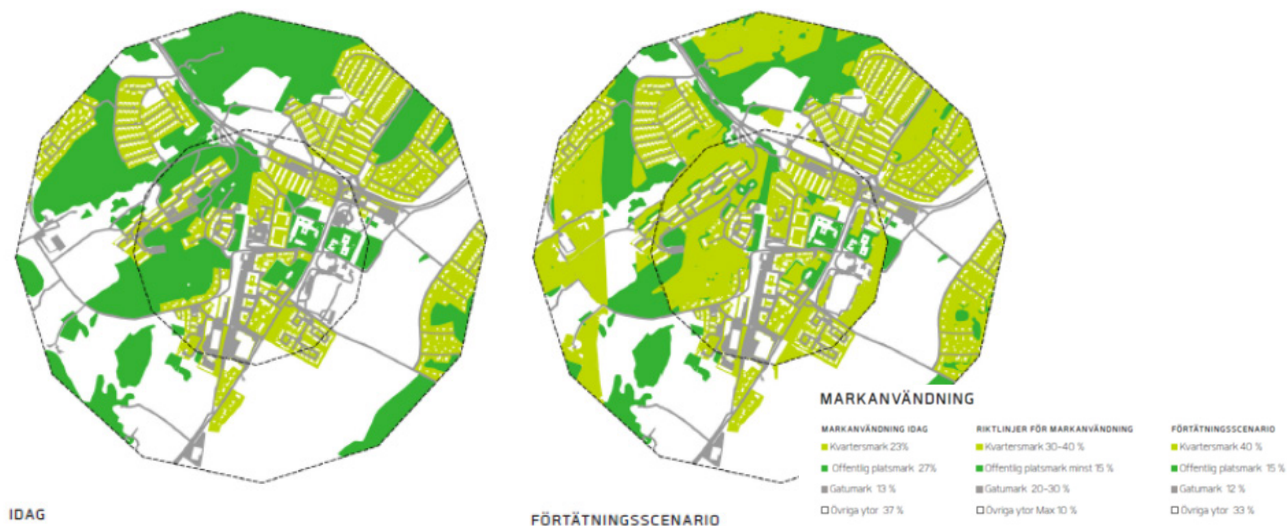 MARKANVÄNDNING
MARKANVÄNDNING IDAG
Kvartersmark 23%
Offentlig platsmark 27%
Gatumark 13 %
Övriga ytor 37 %
RIKTLINJER FÖR MARKANVÄNDNING
Kvartersmark 30-40 %
Offentlig platsmark minst 15 %
Gatumark 20-30 %
Övriga ytor Max 10 %
FÖRTÄTNINGSSCENARIO
Kvartersmark 40 %
Offentlig platsmark 15 %
Gatumark 12 %
Övriga ytor 33 %
IDAG
FÖRTÄTNINGSSCENARIO